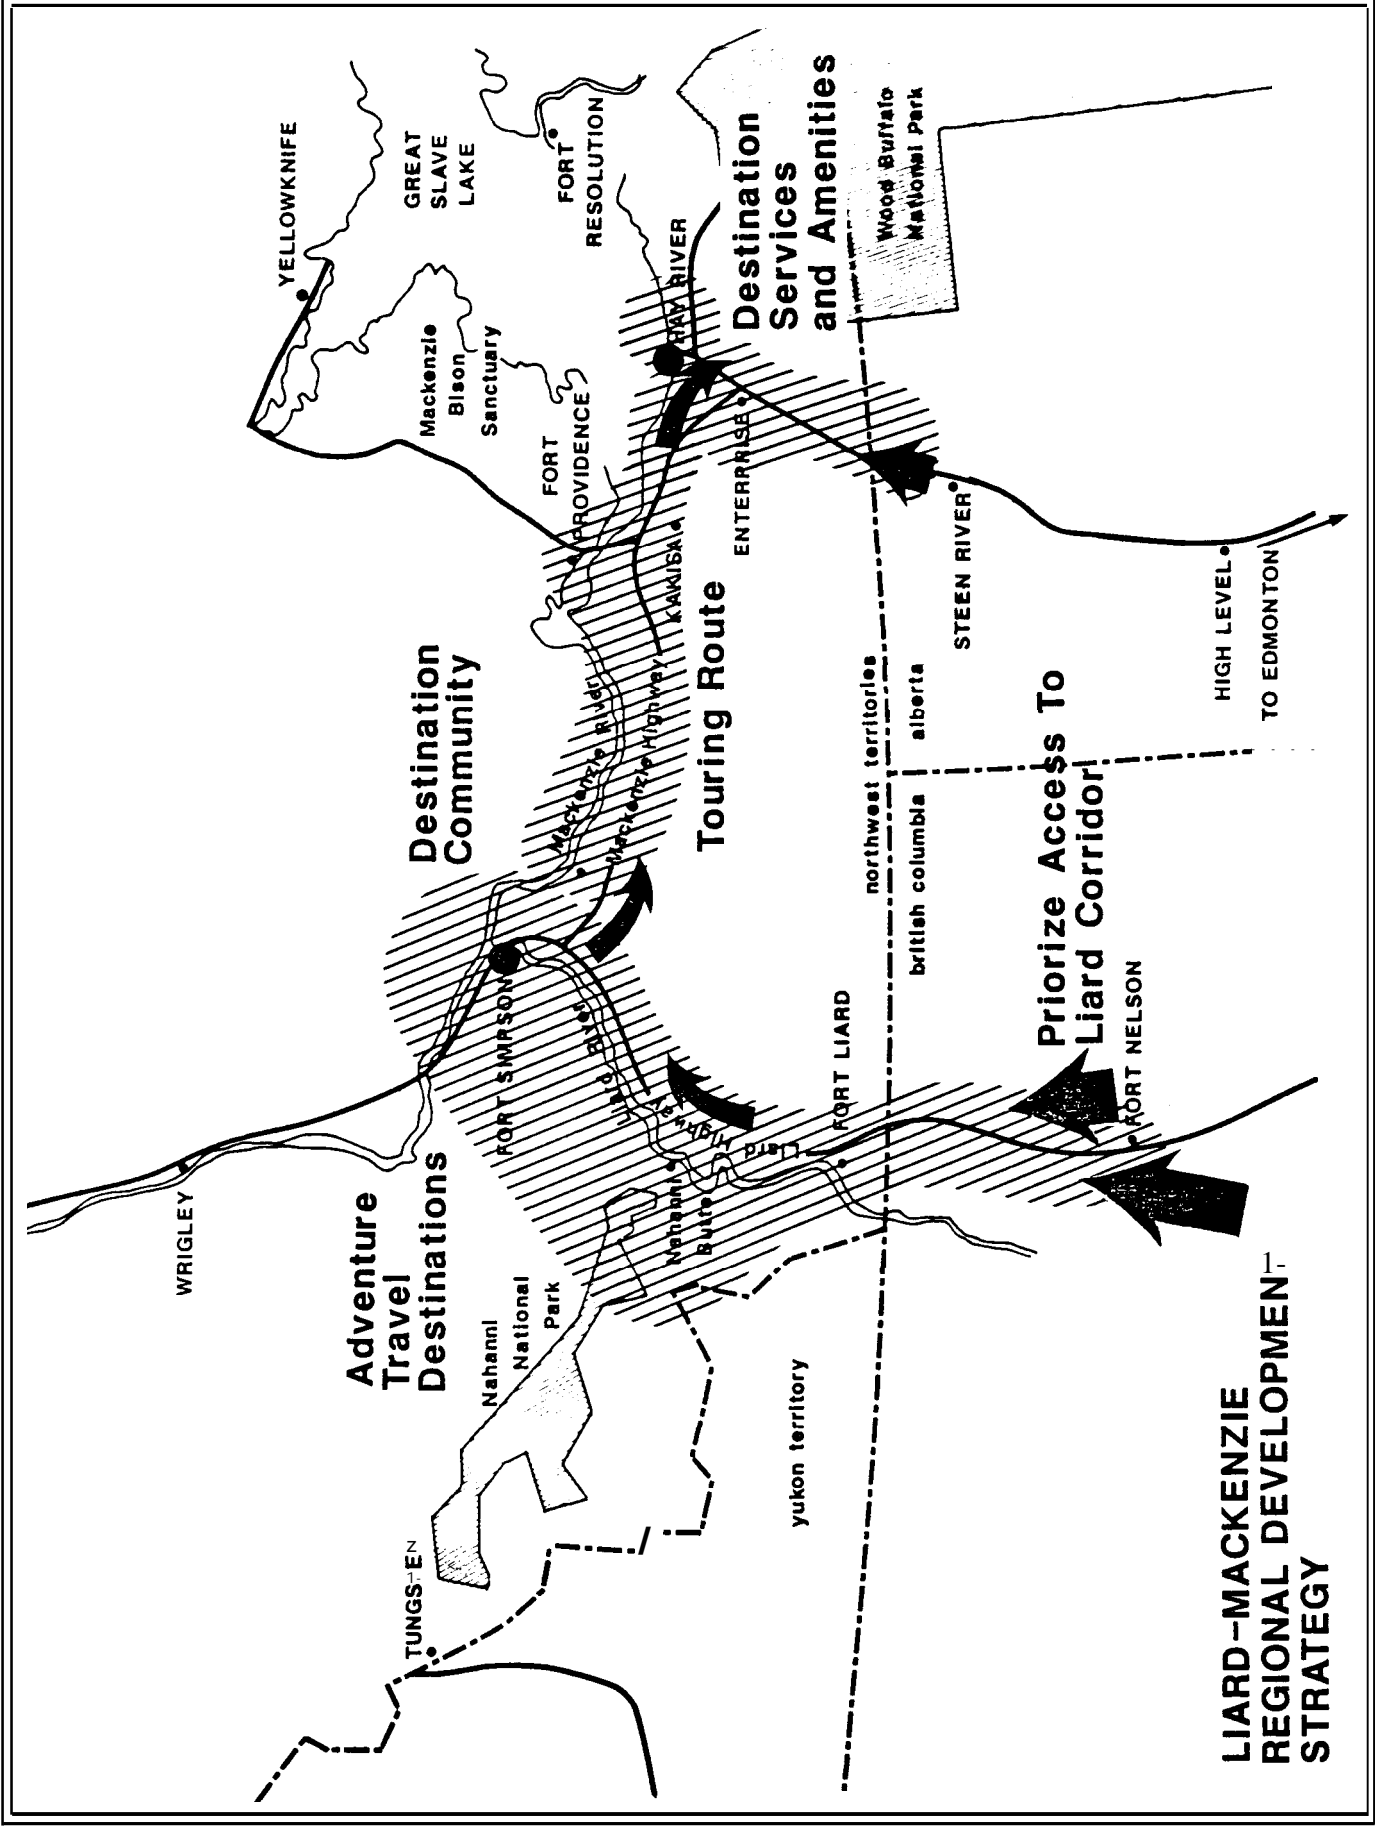 YELLOWKNIFE
GREAT
SLAVE
LAKE
FORT
RESOLUTION
HAY RIVER
Destination
Services
and Amenities
Wood Buffalo
National Park
Mackenzie
Bison
Sanctuary
FORT
PROVIDENCE
ENTERPRISE
KAKISA
STEEN RIVER
HIGH LEVEL
TO EDMONTON
Destination
Community
Mackenzie River
Mackenzie Highway
Touring Route
northwest territories
alberta
british columbia
Priorize Access To
Liard Corridor
FORT SMPSON
Liard River
Liard Highway
FORT LIARD
FORT NELSON
WRIGLEY
Adventure
Travel
Destinations
Nahanni
National
Park
Nahanni
Butte
yukon territory
TUNGS
LIARD-MACKENZIE
REGIONAL DEVELOPMEN
STRATEGY